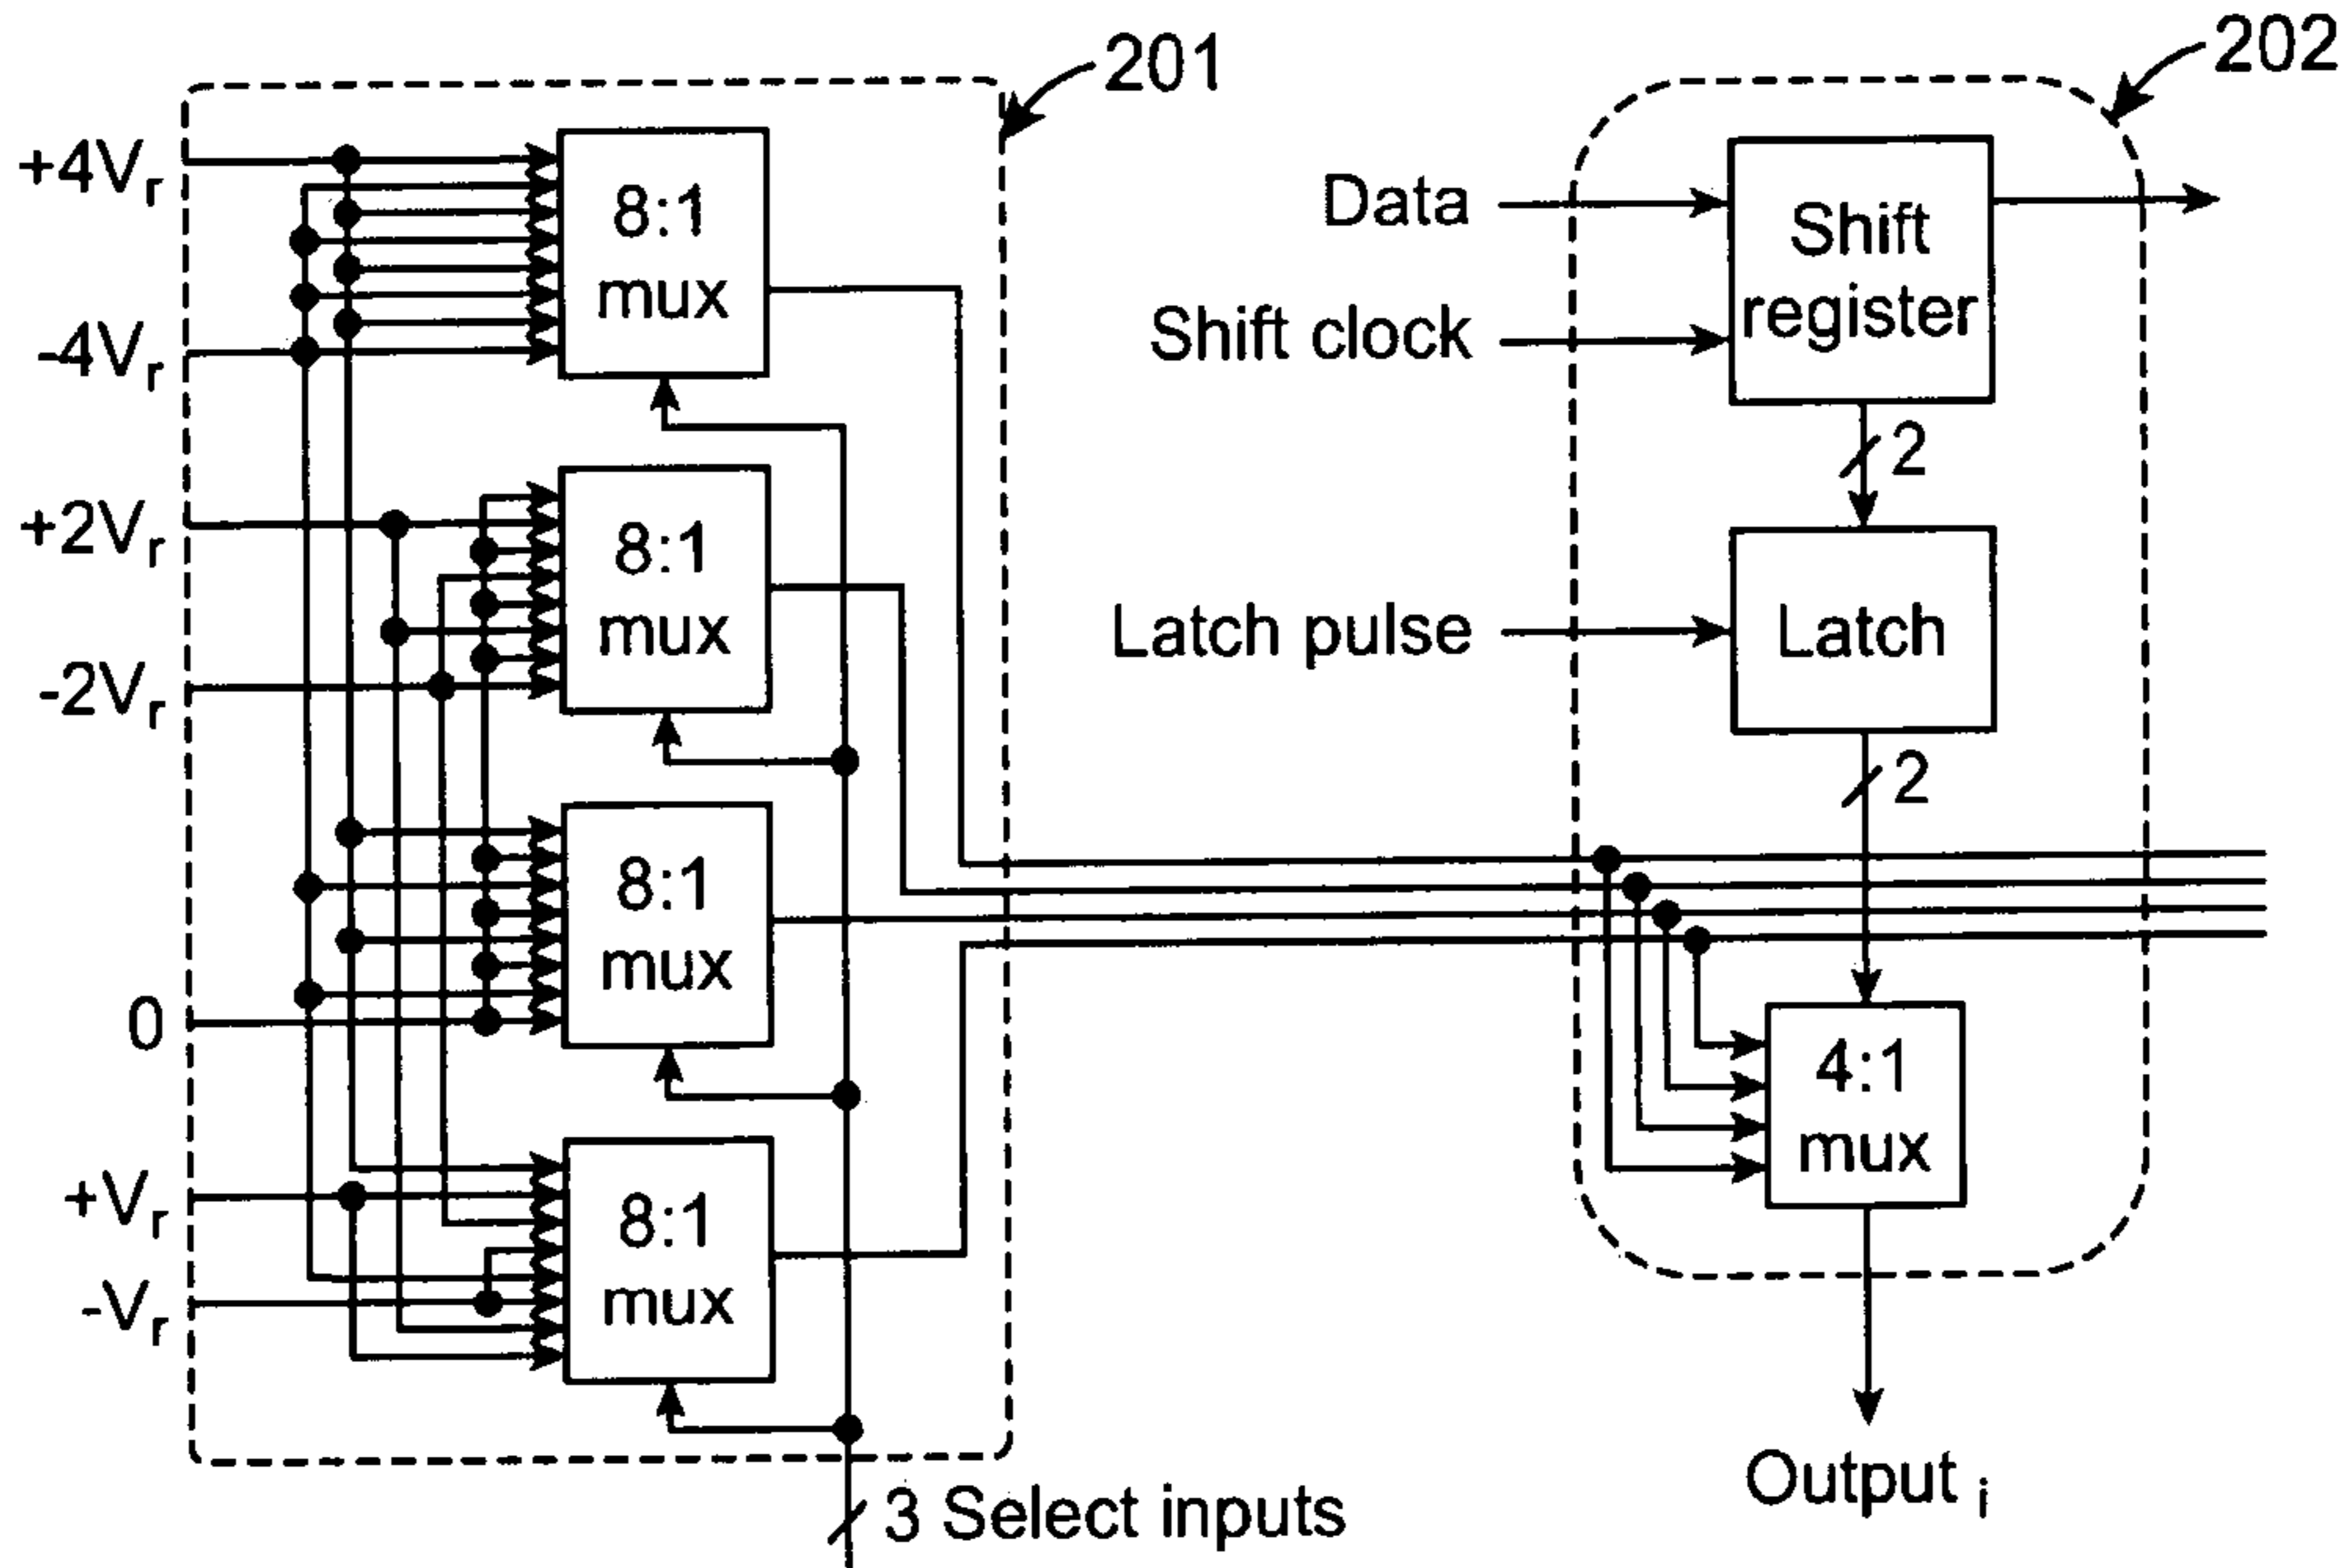 201
202
+4Vr
-4Vr
+2Vr
-2Vr
0
+Vr
-Vr
8:1
mux
8:1
mux
8:1
mux
8:1
mux
3 Select inputs
Data
Shift clock
Latch pulse
Shift
register
2
Latch
2
4:1
mux
Output i